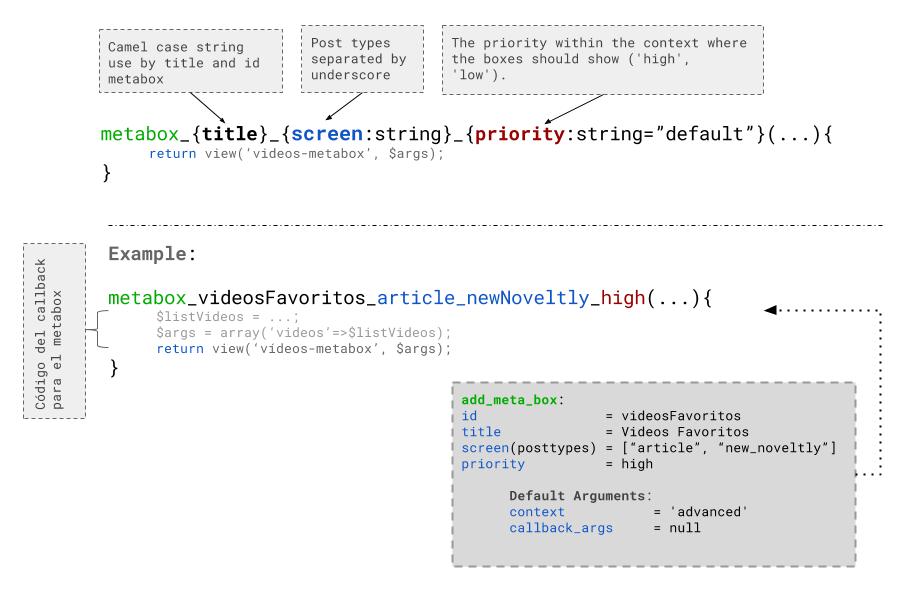 Camel case string
use by title and id
metabox
Post types
separated by
underscore
The priority within the context where
the boxes should show ('high',
'low').
metabox_{title}_{screen:string}_{priority:string=”default”}(...){
return view(‘videos-metabox’, $args);
}
Example:
Código del callback
para el metabox
metabox_videosFavoritos_article_newNoveltly_high(...){
$listVideos = ...;
$args = array(‘videos’=>$listVideos);
return view(‘videos-metabox’, $args);
}
add_meta_box:
id = videosFavoritos
title = Videos Favoritos
screen(posttypes) = [“article”, “new_noveltly”]
priority = high
Default Arguments:
context = 'advanced'
callback_args = null